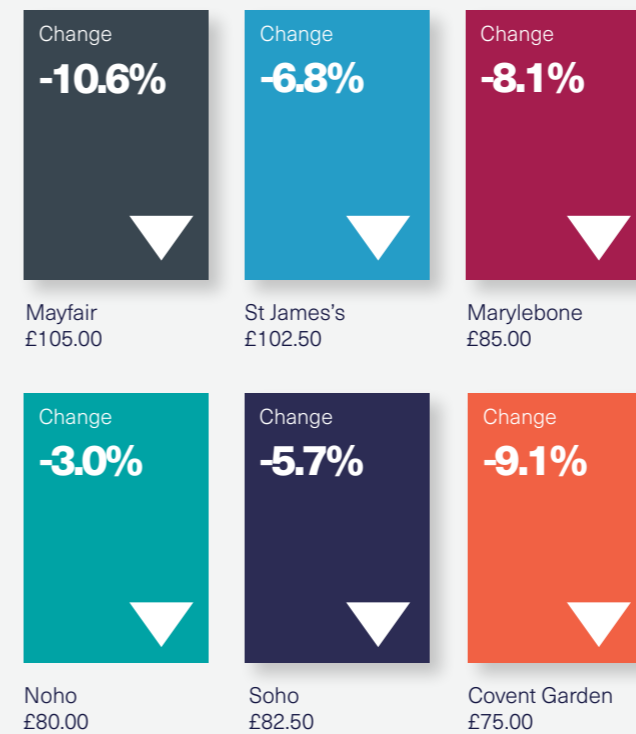 Change
-10.6%
Mayfair
£105.00
Change
-6.8%
St James’s
£102.50
Change
-8.1%
Marylebone
£85.00
Change
-3.0%
Noho
£80.00
Change
-5.7%
Soho
£82.50
Change
-9.1%
Covent Garden
£75.00